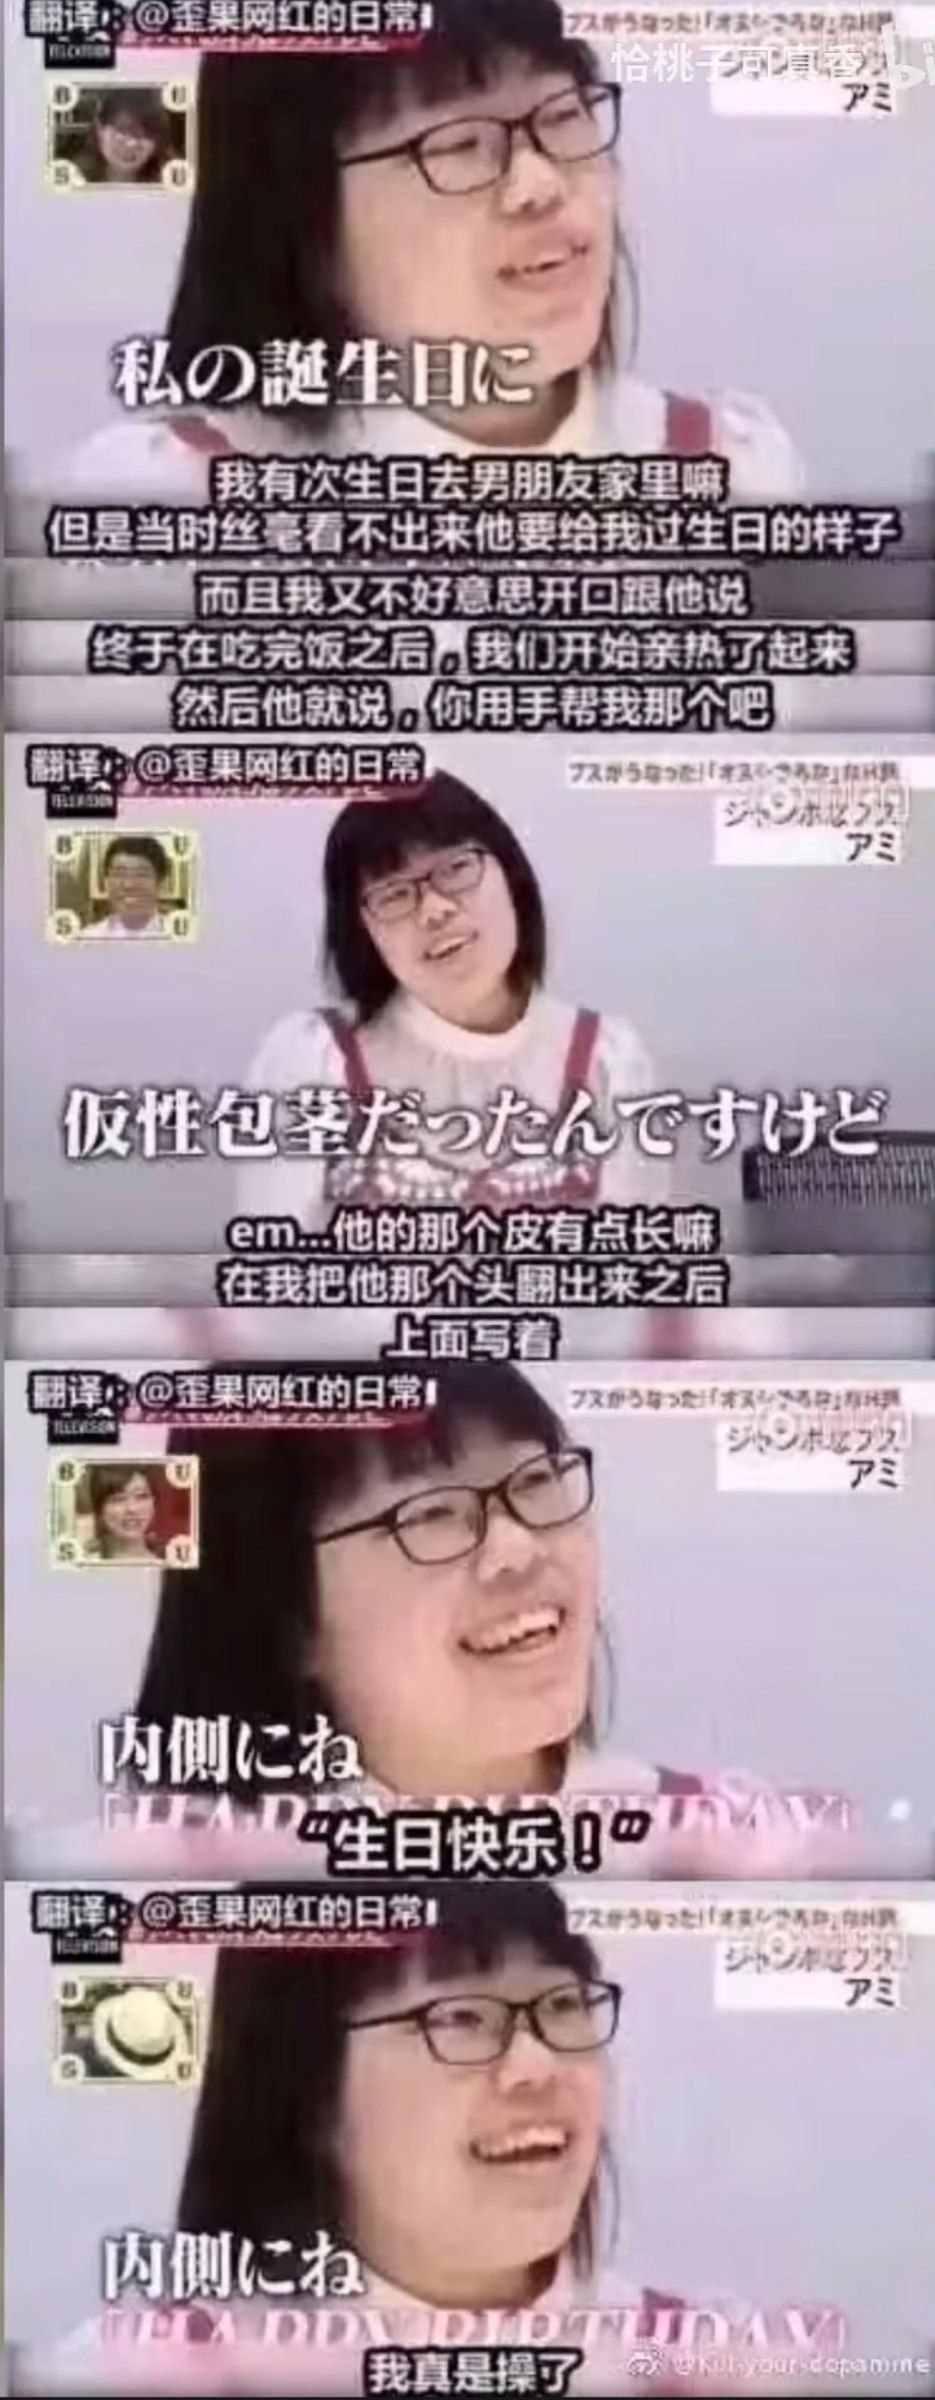 翻译：@歪果网红的日常
TELEVISION
恰桃子可真香
アミ
B U
S U
私の誕生日に
我有次生日去男朋友家里嘛
但是当时丝毫看不出来他要给我过生日的样子
而且我又不好意思开口跟他说
终于在吃完饭之后，我们开始亲热了起来
然后他就说，你用手帮我那个吧
翻译：@歪果网红的日常
TELEVISION
アミ
B U
S U
仮性包茎だったんですけど
em...他的那个皮有点长嘛
在我把他那个头翻出来之后
上面写着
翻译：@歪果网红的日常
TELEVISION
アミ
B U
S U
内側にね
「HAPPY BIRTHDAY」
“生日快乐！”
翻译：@歪果网红的日常
TELEVISION
アミ
B U
S U
内側にね
「HAPPY BIRTHDAY」
我真是操了
@Kill-your-dopamine